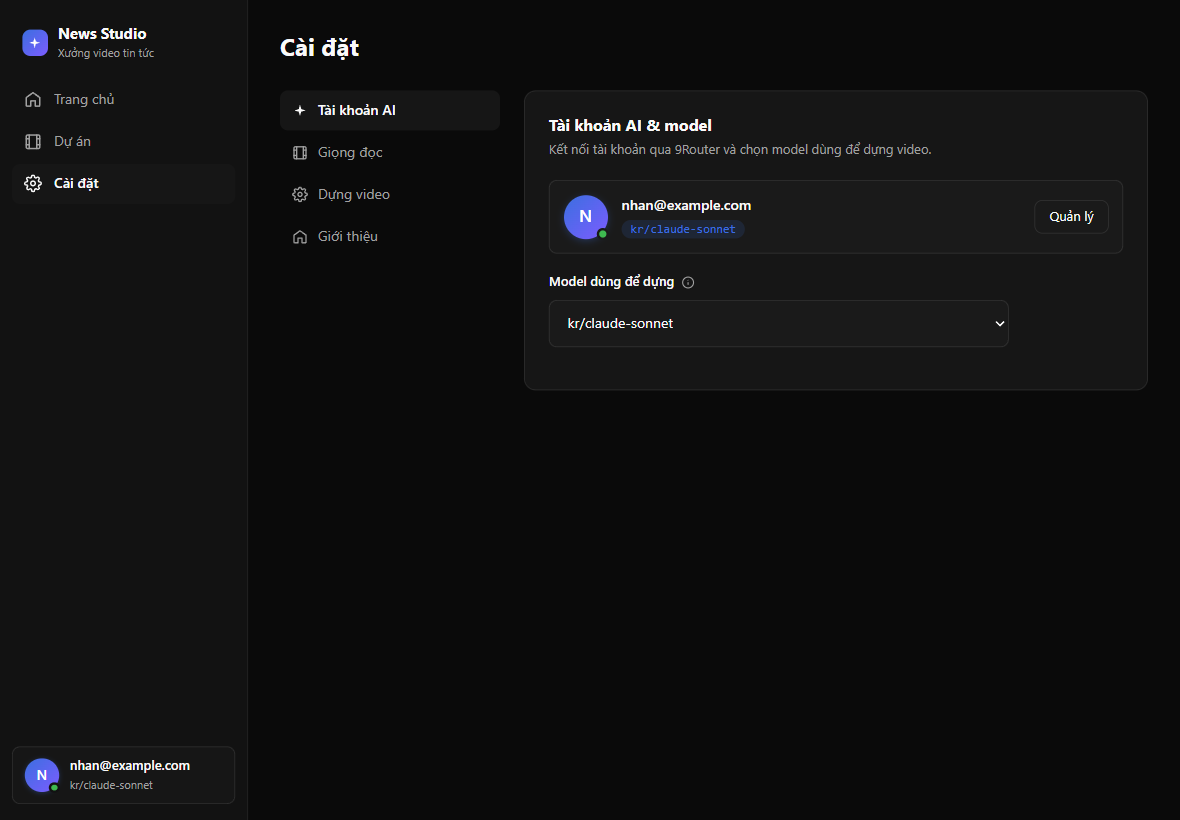 News Studio
Xưởng video tin tức
Trang chủ
Dự án
Cài đặt
N
nhan@example.com
kr/claude-sonnet
Cài đặt
Tài khoản AI
Giọng đọc
Dựng video
Giới thiệu
Tài khoản AI & model
Kết nối tài khoản qua 9Router và chọn model dùng để dựng video.
N
nhan@example.com
kr/claude-sonnet
Quản lý
Model dùng để dựng
kr/claude-sonnet